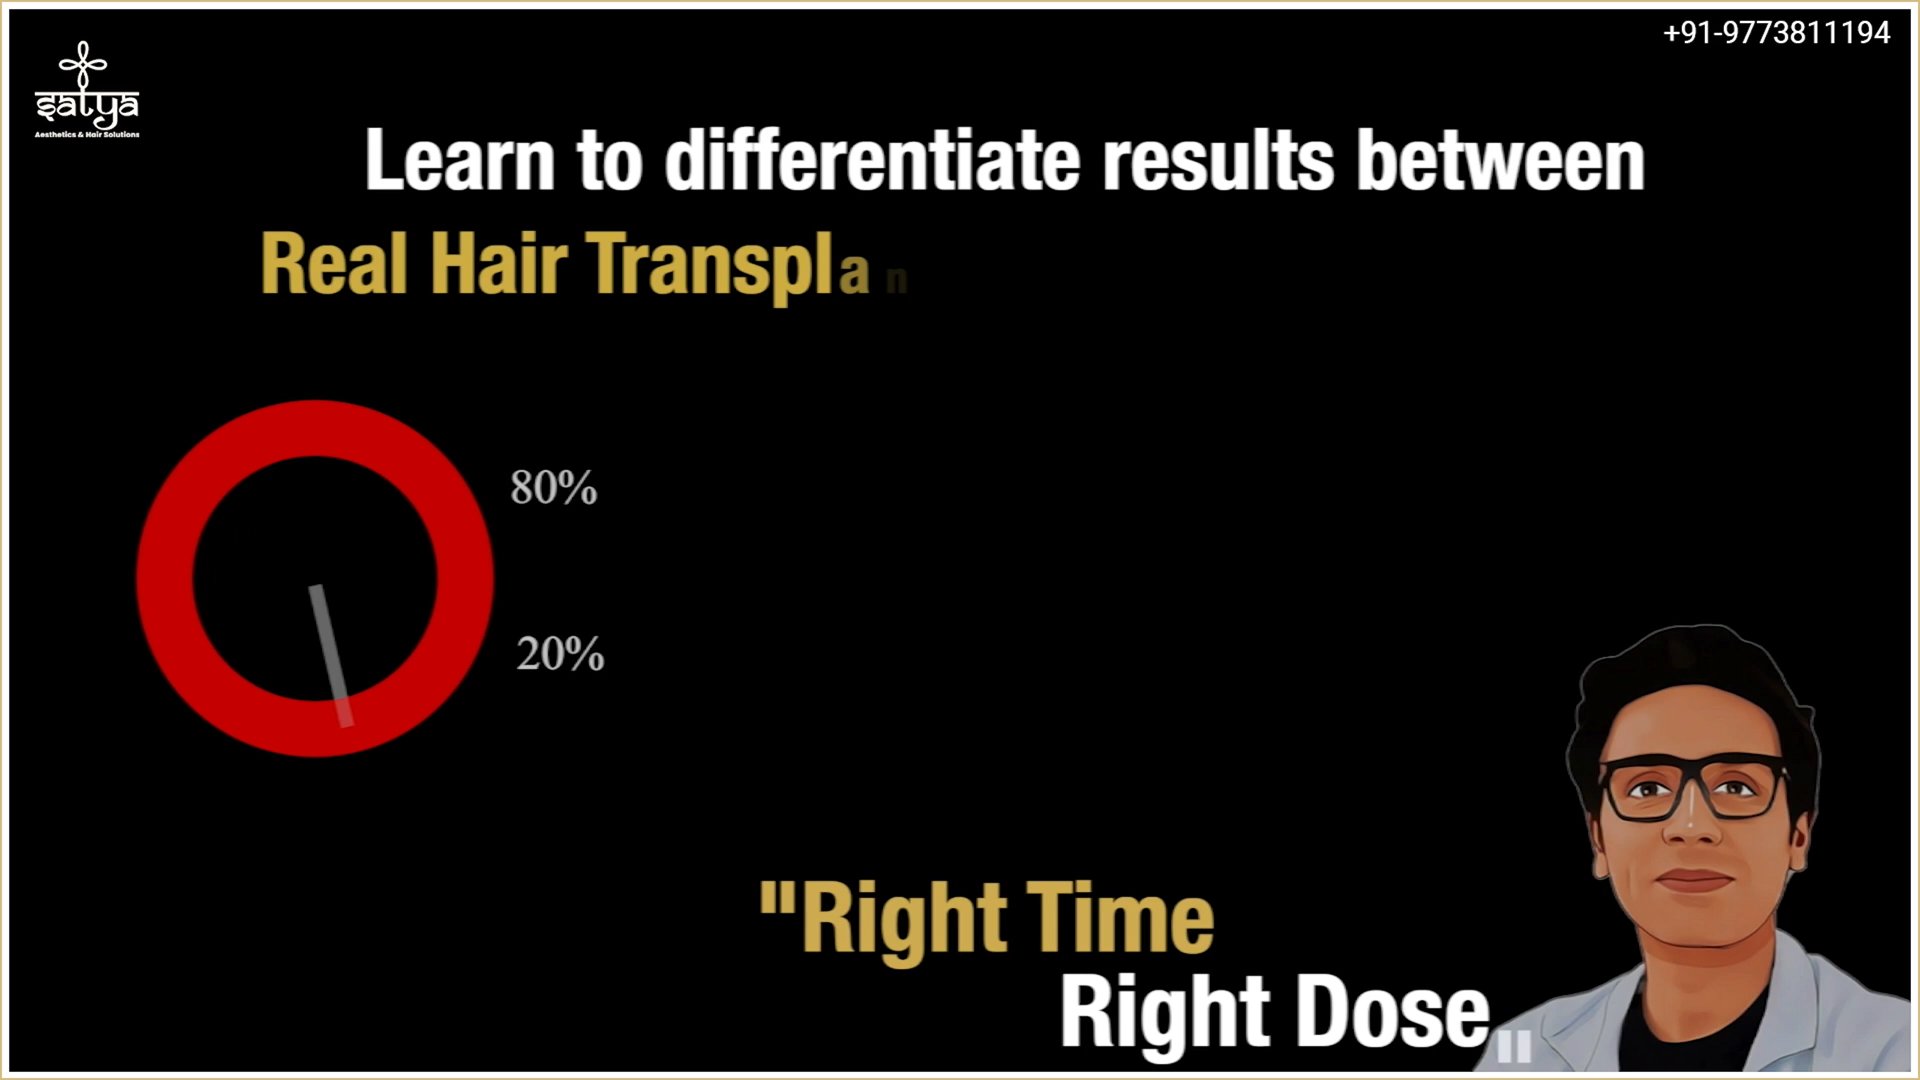 +91-9773811194
satya
Aesthetics & Hair Solutions
Learn to differentiate results between
Real Hair Transplan
80%
20%
"Right Time
Right Dose"